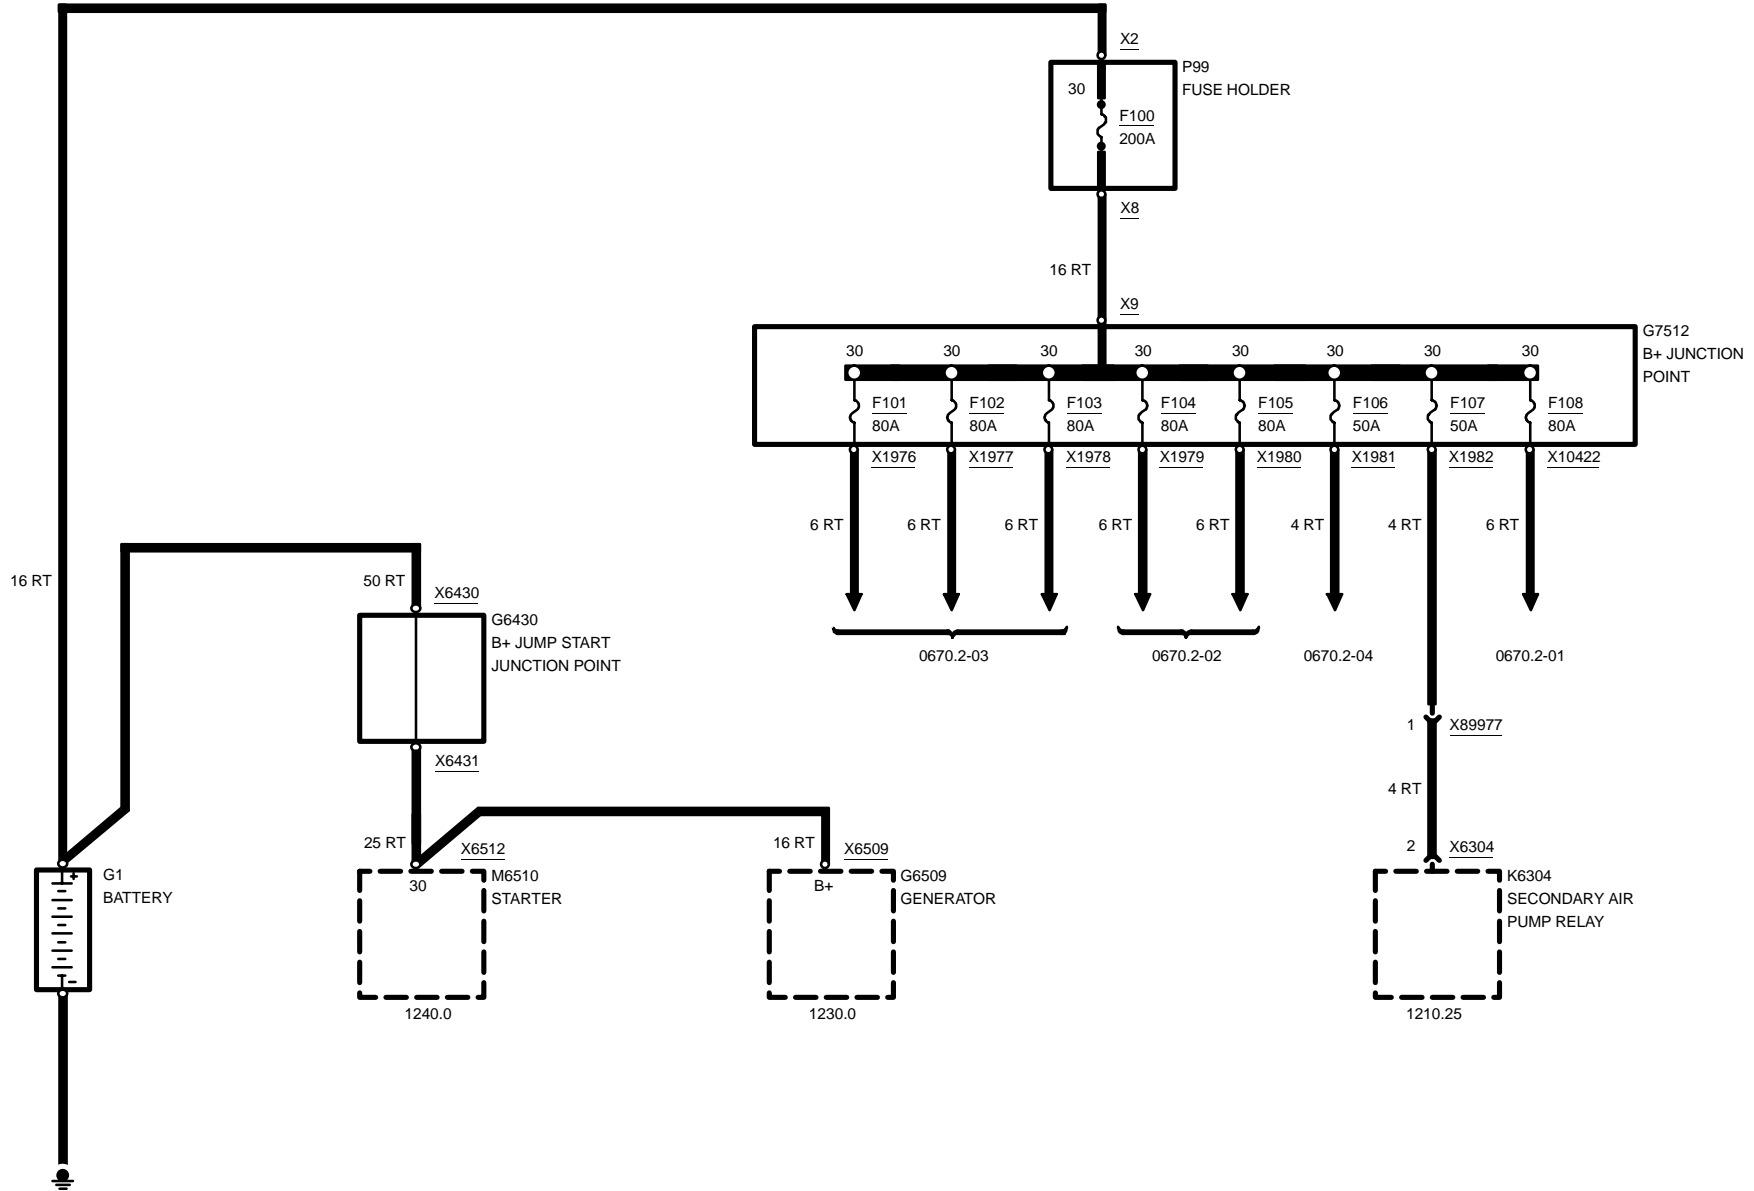 X2
P99
30
FUSE HOLDER
F100
200A
X8
16 RT
X9
G7512
B+ JUNCTION
POINT
30 30 30 30 30 30 30 30
F101 F102 F103 F104 F105 F106 F107 F108
80A 80A 80A 80A 80A 50A 50A 80A
X1976 X1977 X1978 X1979 X1980 X1981 X1982 X10422
6 RT 6 RT 6 RT 6 RT 6 RT 4 RT 4 RT 6 RT
16 RT
50 RT
X6430
G6430
B+ JUMP START
JUNCTION POINT
0670.2-03 0670.2-02 0670.2-04 0670.2-01
1 X89977
X6431
4 RT
25 RT X6512
16 RT X6509
2 X6304
G1
BATTERY
+
-
30
M6510
STARTER
B+
G6509
GENERATOR
K6304
SECONDARY AIR
PUMP RELAY
1240.0 1230.0 1210.25